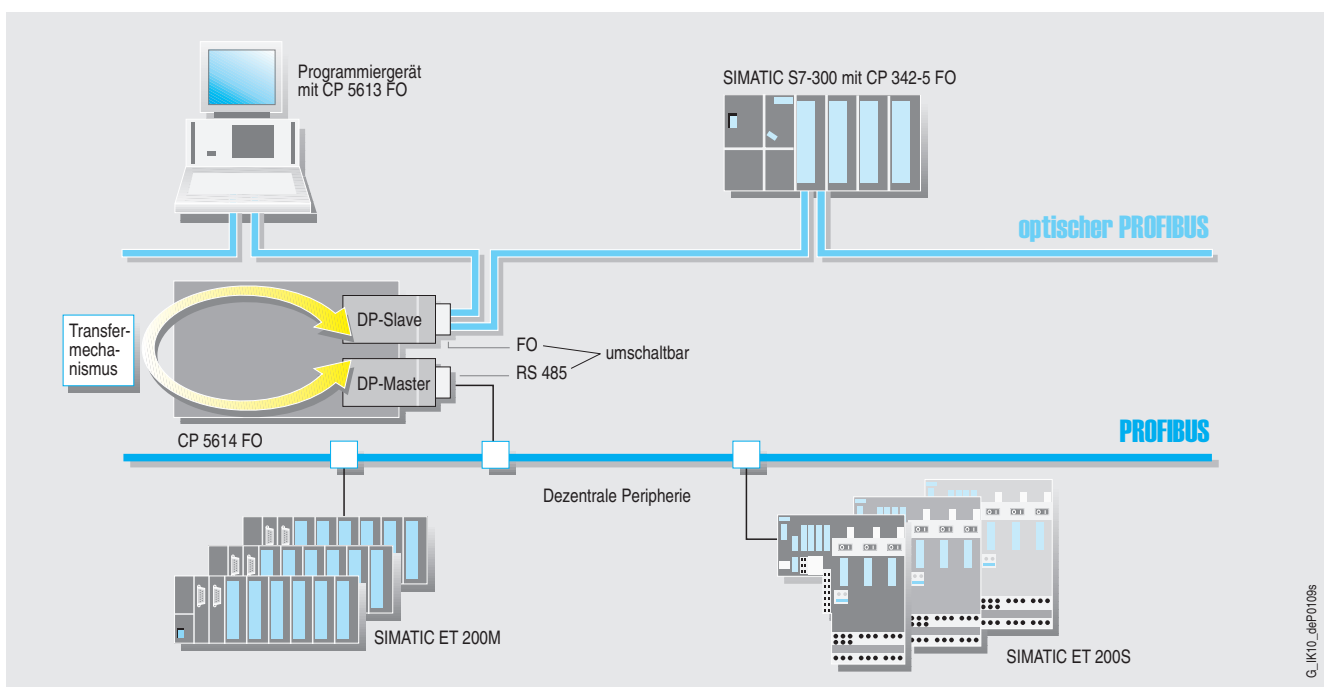 Programmiergerät
mit CP 5613 FO
SIMATIC S7-300 mit CP 342-5 FO
optischer PROFIBUS
Transfer-
mecha-
nismus
DP-Slave
DP-Master
FO
RS 485
umschaltbar
CP 5614 FO
PROFIBUS
Dezentrale Peripherie
SIMATIC ET 200M
SIMATIC ET 200S
G_IK10_deP0109s